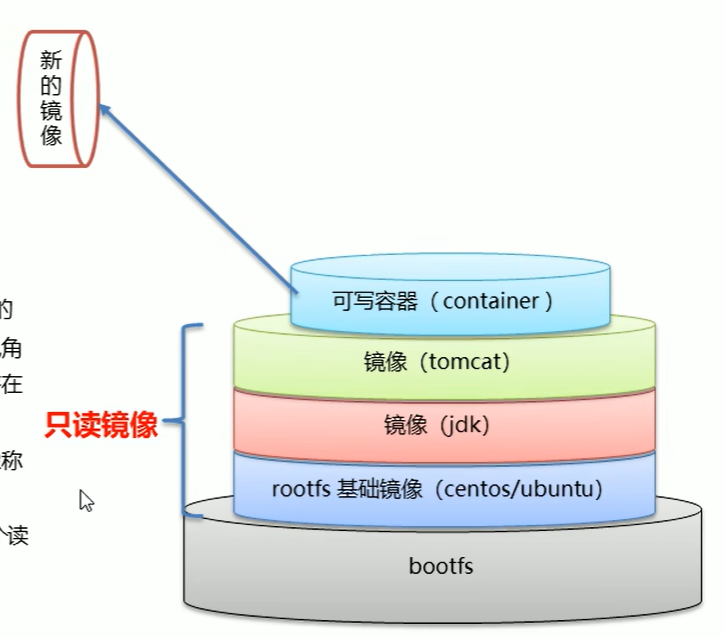 新的镜像
可写容器（container）
的
角
镜像（tomcat）
在
只读镜像
镜像（jdk）
称
rootfs 基础镜像（centos/ubuntu）
个读
bootfs